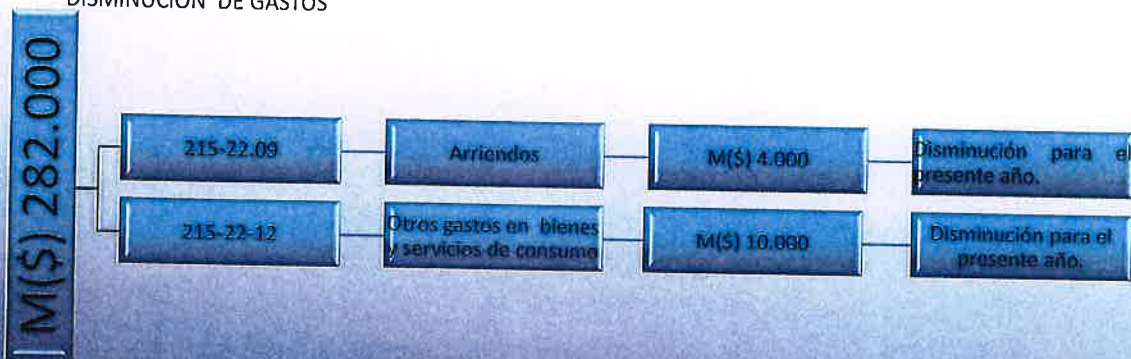 DISMINUCIÓN DE GASTOS
M($) 282.000
215-22.09
Arriendos
M($) 4.000
Disminución para el
presente año.
215-22-12
Otros gastos en bienes
y servicios de consumo
M($) 10.000
Disminución para el
presente año.